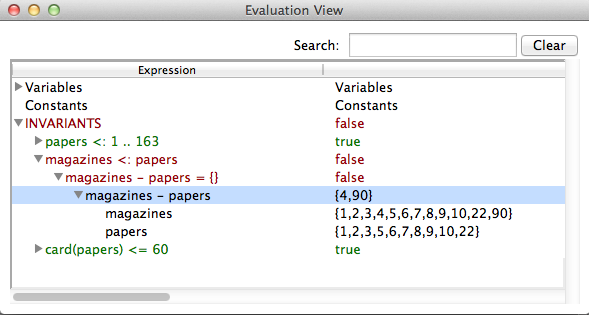 Evaluation View
Search: Clear
Expression
Variables Variables
Constants Constants
INVARIANTS false
papers <: 1 .. 163 true
magazines <: papers false
magazines - papers = {} false
magazines - papers {4,90}
magazines {1,2,3,4,5,6,7,8,9,10,22,90}
papers {1,2,3,5,6,7,8,9,10,22}
card(papers) <= 60 true